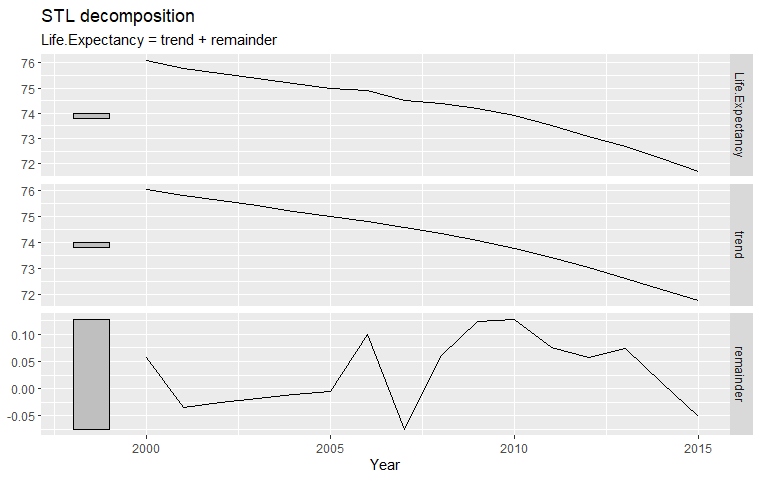 STL decomposition
Life.Expectancy = trend + remainder
76
75
74
73
72
Life.Expectancy
76
74
73
72
trend
0.10
0.05
0.00
-0.05
remainder
2000 2005 2010 2015
Year